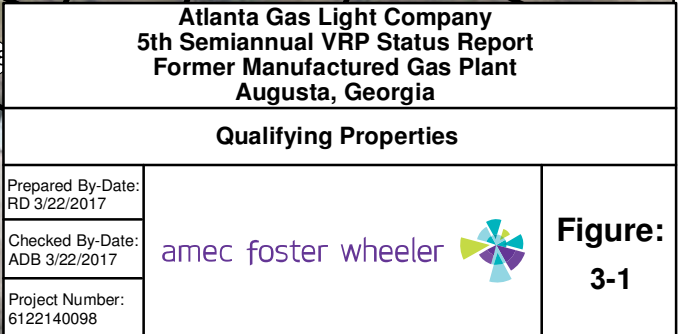 Atlanta Gas Light Company
5th Semiannual VRP Status Report
Former Manufactured Gas Plant
Augusta, Georgia
Qualifying Properties
Prepared By-Date:
RD 3/22/2017
Checked By-Date:
ADB 3/22/2017
Project Number:
6122140098
amec foster wheeler
Figure:
3-1